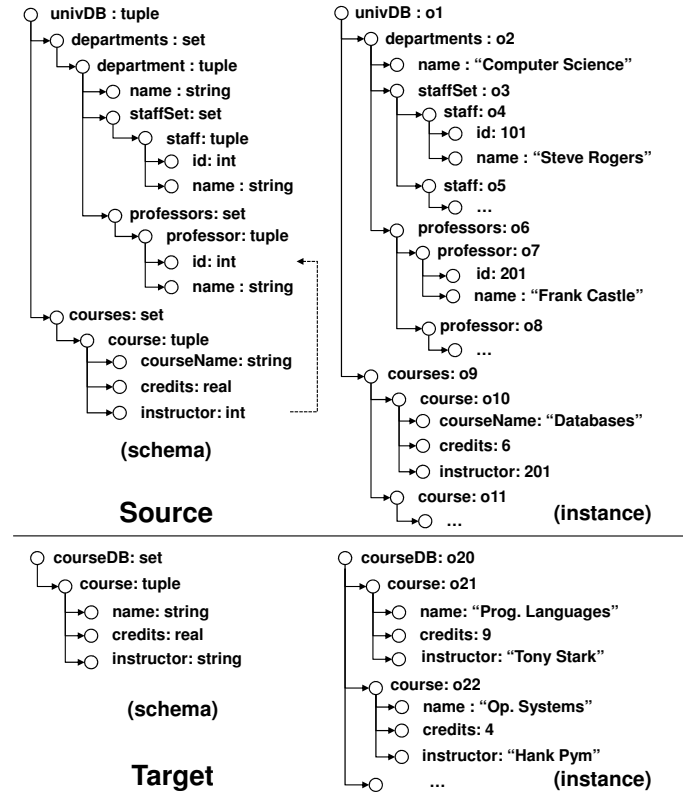 univDB : tuple
departments : set
department : tuple
name : string
staffSet: set
staff: tuple
id: int
name : string
professors: set
professor: tuple
id: int
name : string
courses: set
course: tuple
courseName: string
credits: real
instructor: int
(schema)
Source
univDB : o1
departments : o2
name : “Computer Science”
staffSet : o3
staff: o4
id: 101
name : “Steve Rogers”
staff: o5
...
professors: o6
professor: o7
id: 201
name : “Frank Castle”
professor: o8
...
courses: o9
course: o10
courseName: “Databases”
credits: 6
instructor: 201
course: o11
...
(instance)
courseDB: set
course: tuple
name: string
credits: real
instructor: string
(schema)
Target
courseDB: o20
course: o21
name: “Prog. Languages”
credits: 9
instructor: “Tony Stark”
course: o22
name : “Op. Systems”
credits: 4
instructor: “Hank Pym”
...
(instance)